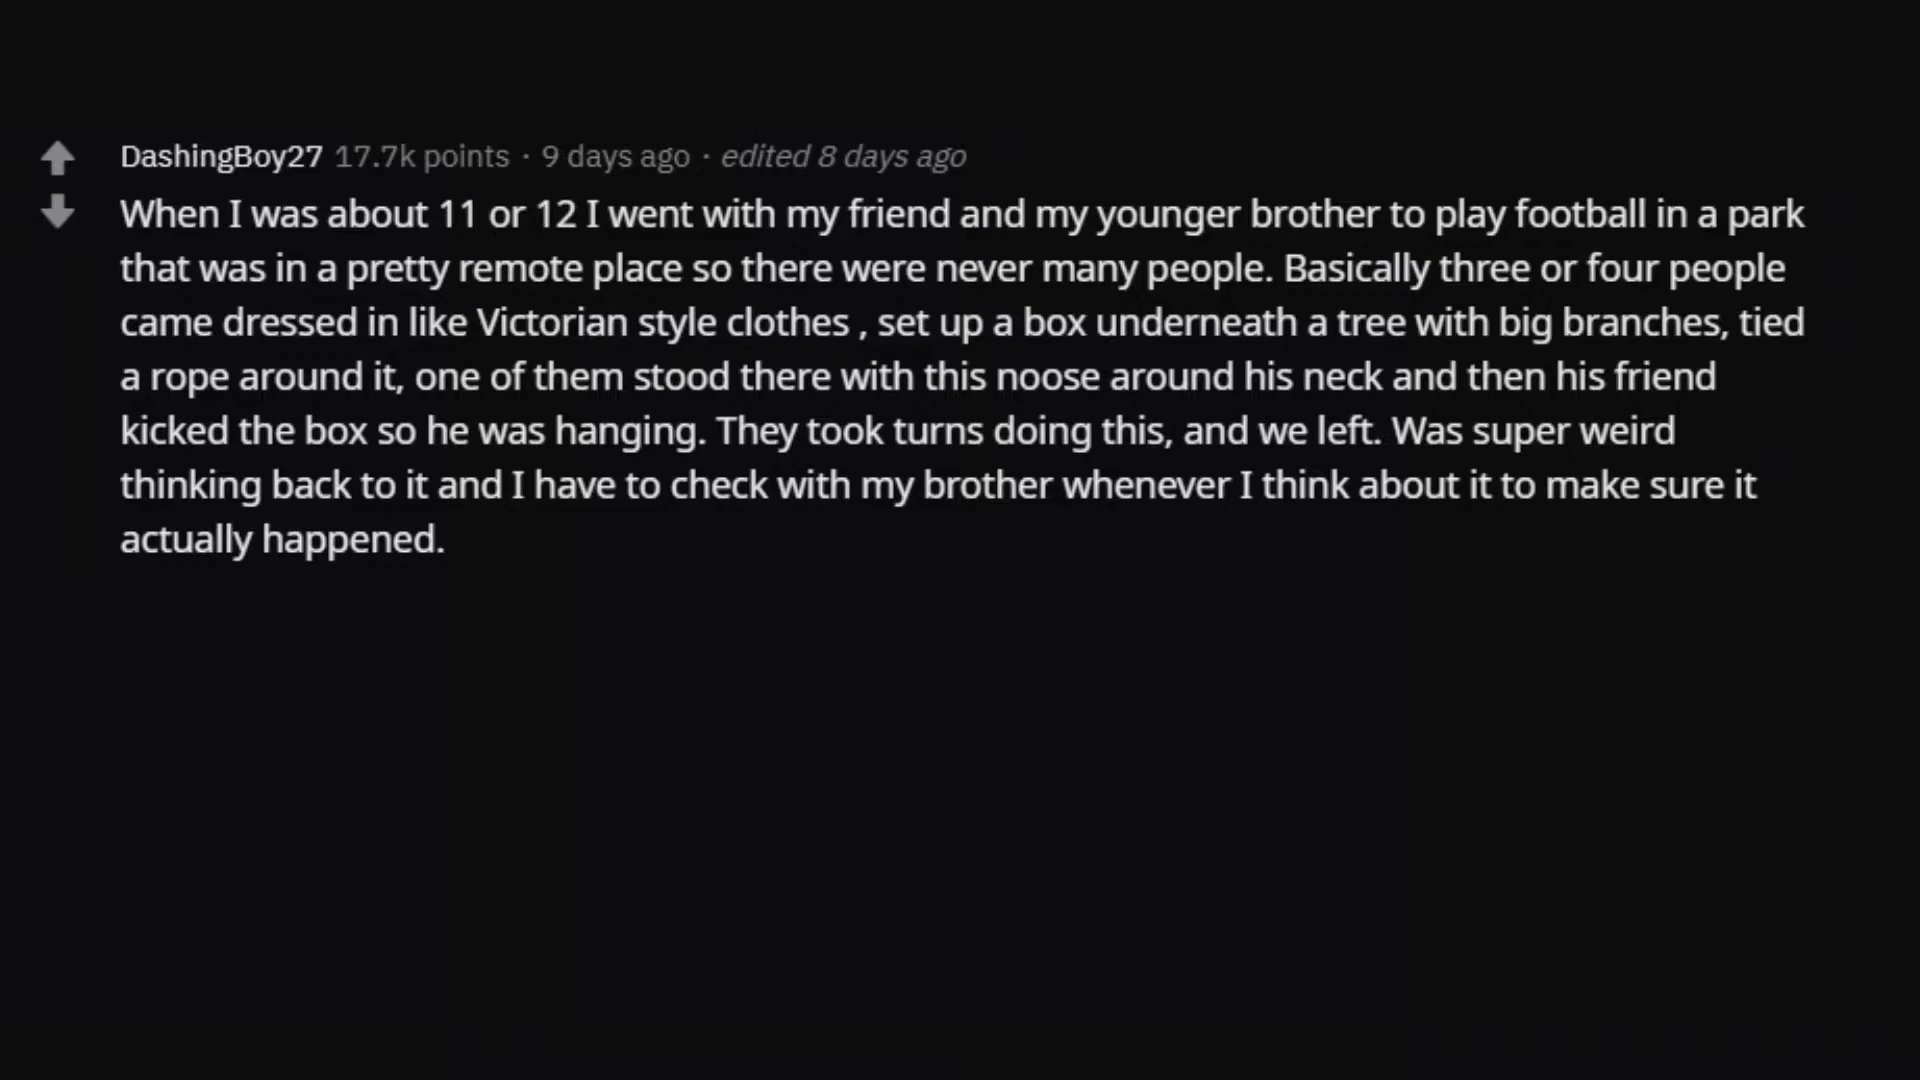 DashingBoy27 17.7k points · 9 days ago · edited 8 days ago
When I was about 11 or 12 I went with my friend and my younger brother to play football in a park
that was in a pretty remote place so there were never many people. Basically three or four people
came dressed in like Victorian style clothes , set up a box underneath a tree with big branches, tied
a rope around it, one of them stood there with this noose around his neck and then his friend
kicked the box so he was hanging. They took turns doing this, and we left. Was super weird
thinking back to it and I have to check with my brother whenever I think about it to make sure it
actually happened.